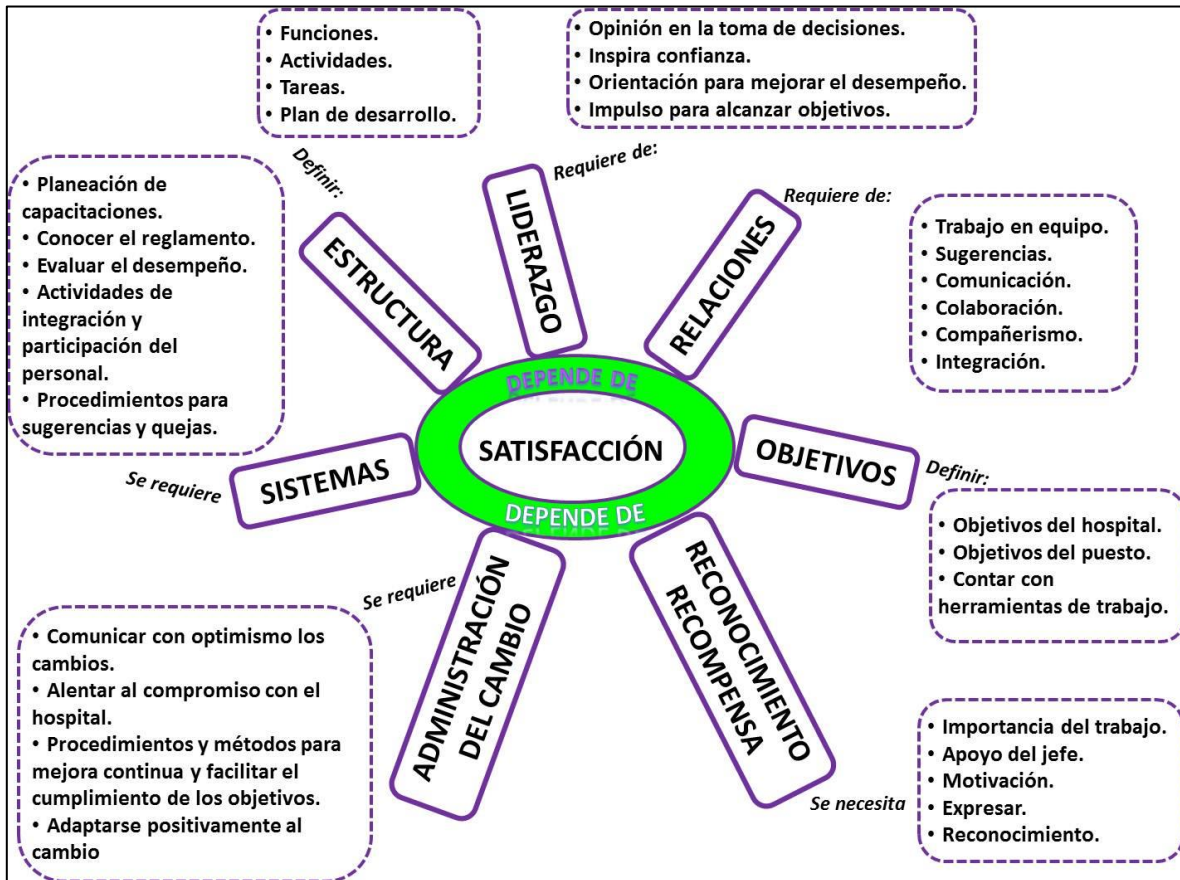 • Funciones.
• Actividades.
• Tareas.
• Plan de desarrollo.
Definir:
ESTRUCTURA
• Opinión en la toma de decisiones.
• Inspira confianza.
• Orientación para mejorar el desempeño.
• Impulso para alcanzar objetivos.
Requiere de:
LIDERAZGO
Requiere de:
RELACIONES
• Trabajo en equipo.
• Sugerencias.
• Comunicación.
• Colaboración.
• Compañerismo.
• Integración.
• Planeación de
capacitaciones.
• Conocer el reglamento.
• Evaluar el desempeño.
• Actividades de
integración y
participación del
personal.
• Procedimientos para
sugerencias y quejas.
Se requiere
SISTEMAS
DEPENDE DE
SATISFACCIÓN
DEPENDE DE
OBJETIVOS
Definir:
• Objetivos del hospital.
• Objetivos del puesto.
• Contar con
herramientas de trabajo.
Se requiere
ADMINISTRACIÓN
DEL CAMBIO
• Comunicar con optimismo los
cambios.
• Alentar al compromiso con el
hospital.
• Procedimientos y métodos para
mejora continua y facilitar el
cumplimiento de los objetivos.
• Adaptarse positivamente al
cambio
RECONOCIMIENTO
RECOMPENSA
Se necesita
• Importancia del trabajo.
• Apoyo del jefe.
• Motivación.
• Expresar.
• Reconocimiento.